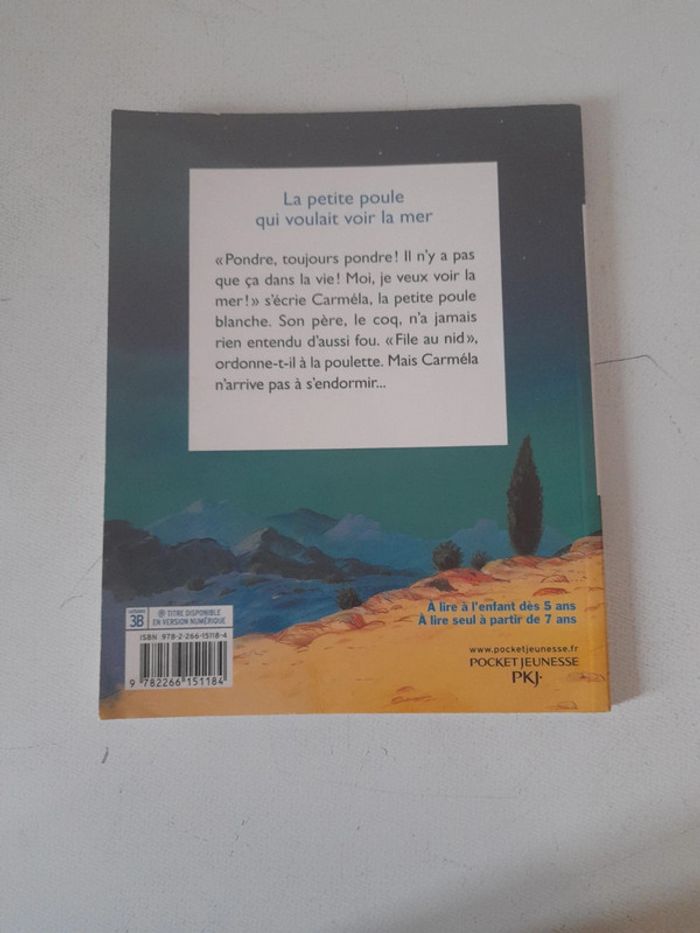 La petite poule
qui voulait voir la mer
« Pondre, toujours pondre ! Il n'y a pas
que ça dans la vie ! Moi, je veux voir la
mer ! » s'écrie Carméla, la petite poule
blanche. Son père, le coq, n'a jamais
rien entendu d'aussi fou. « File au nid »,
ordonne-t-il à la poulette. Mais Carméla
n'arrive pas à s'endormir...
À lire à l'enfant dès 5 ans
À lire seul à partir de 7 ans
3B
TITRE DISPONIBLE
EN VERSION NUMÉRIQUE
ISBN 978-2-266-15118-4
9 782266 151184
www.pocketjeunesse.fr
POCKET JEUNESSE
PKJ·